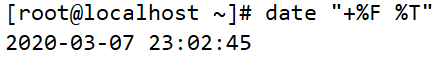 [root@localhost ~]# date "+%F %T"
2020-03-07 23:02:45